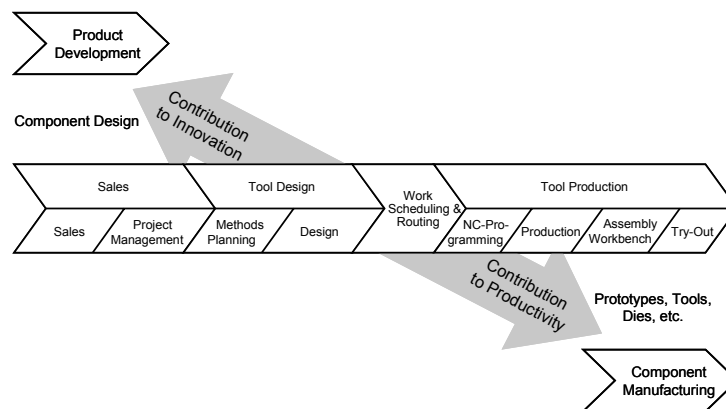 Product
Development
Contribution
to Innovation
Component Design
Sales
Tool Design
Work
Scheduling &
Routing
Tool Production
Sales
Project
Management
Methods
Planning
Design
NC-Pro-
gramming
Production
Assembly
Workbench
Try-Out
Contribution
to Productivity
Prototypes, Tools,
Dies, etc.
Component
Manufacturing